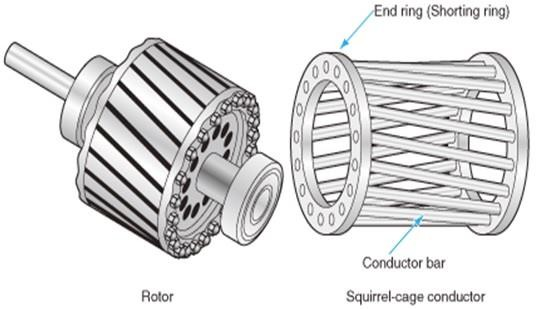 End ring (Shorting ring)
Conductor bar
Rotor
Squirrel-cage conductor